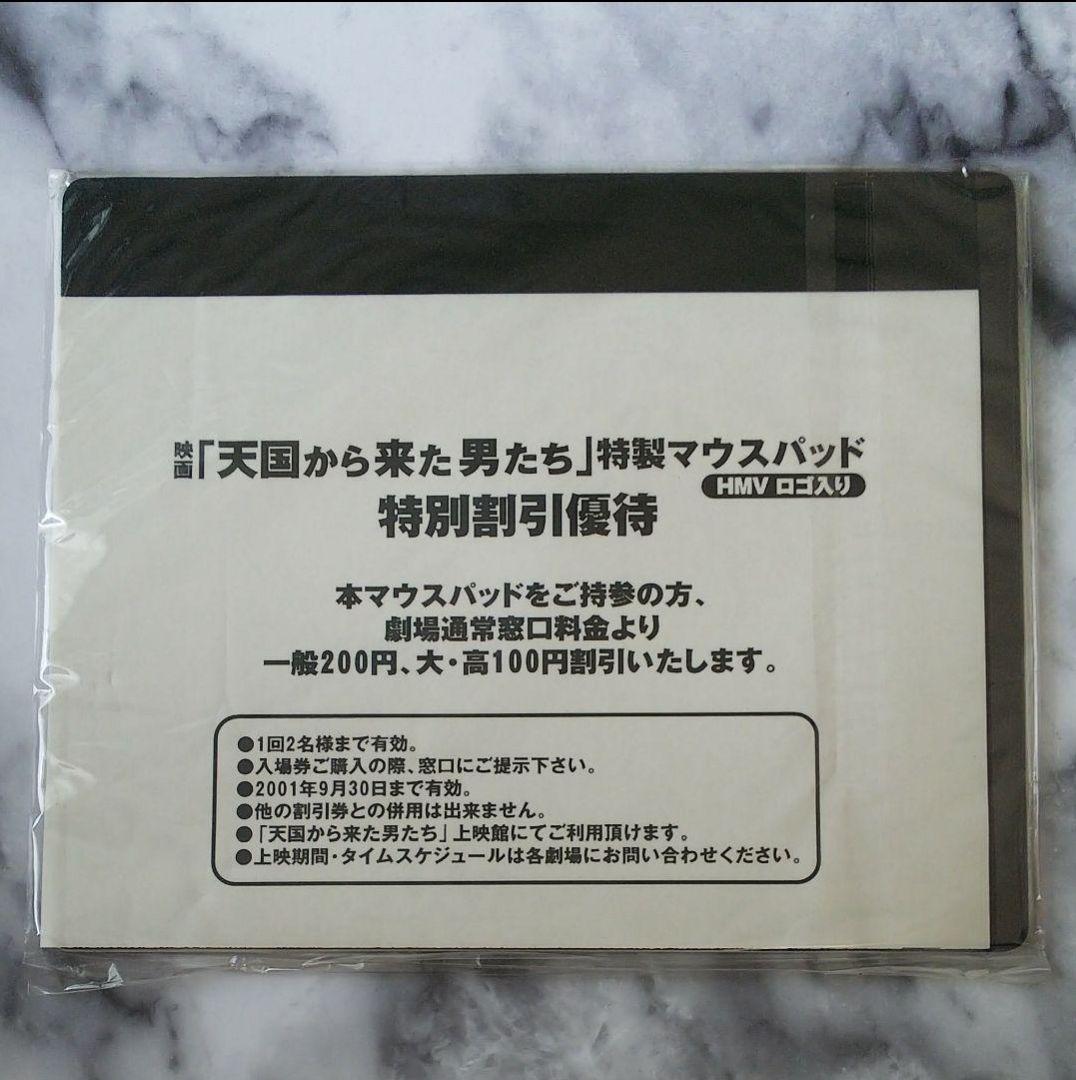 映画「天国から来た男たち」特製マウスパッド
HMV ロゴ入り
特別割引優待
本マウスパッドをご持参の方、
劇場通常窓口料金より
一般200円、大・高100円割引いたします。
●1回2名様まで有効。
●入場券ご購入の際、窓口にご提示下さい。
●2001年9月30日まで有効。
●他の割引券との併用は出来ません。
●「天国から来た男たち」上映館にてご利用頂けます。
●上映期間・タイムスケジュールは各劇場にお問い合わせください。